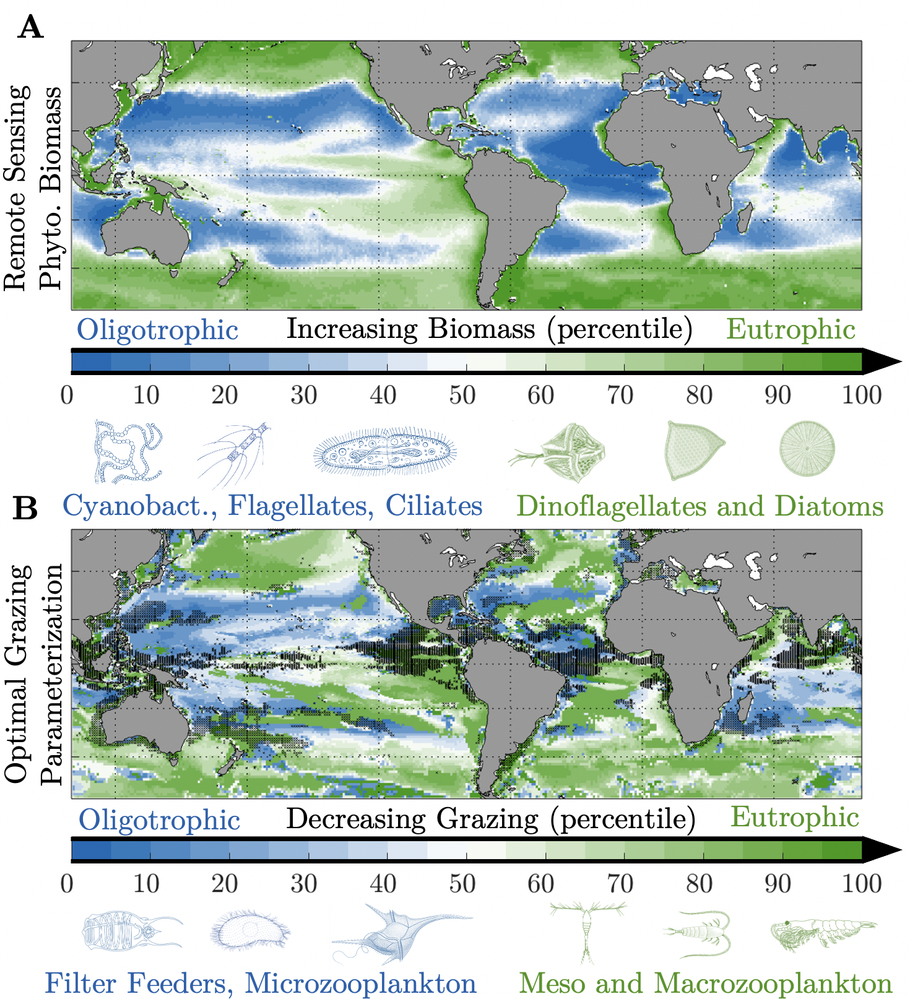 A
Remote Sensing
Phyto. Biomass
Oligotrophic Increasing Biomass (percentile) Eutrophic
0 10 20 30 40 50 60 70 80 90 100
Cyanobact., Flagellates, Ciliates Dinoflagellates and Diatoms
B
Optimal Grazing
Parameterization
Oligotrophic Decreasing Grazing (percentile) Eutrophic
0 10 20 30 40 50 60 70 80 90 100
Filter Feeders, Microzooplankton Meso and Macrozooplankton